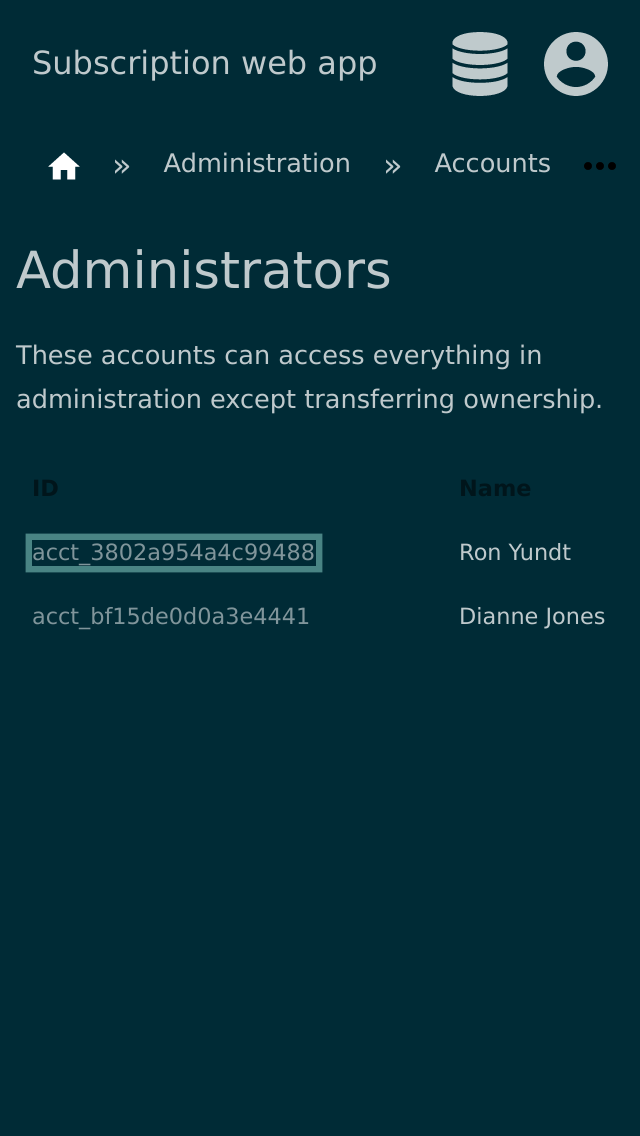 Subscription web app
» Administration » Accounts •••
Administrators
These accounts can access everything in
administration except transferring ownership.
ID Name
acct_3802a954a4c99488 Ron Yundt
acct_bf15de0d0a3e4441 Dianne Jones